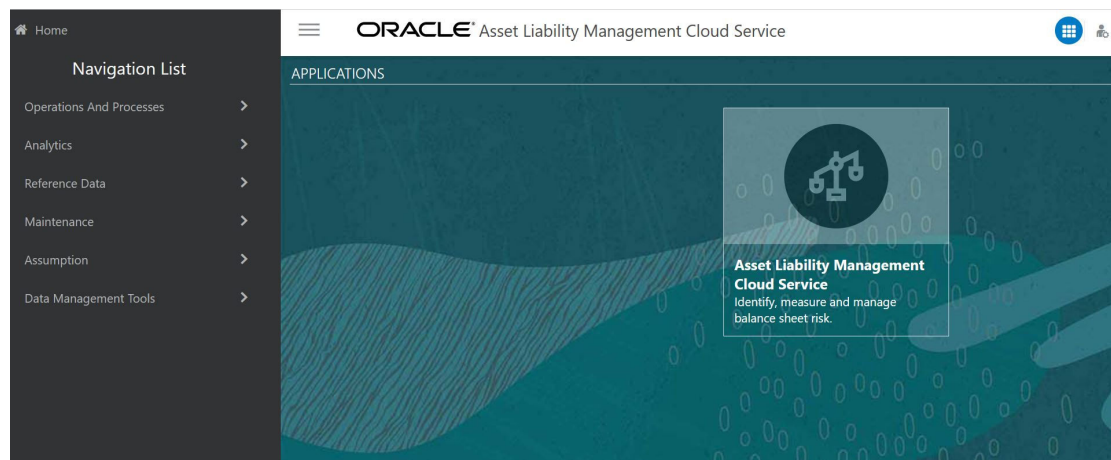 Home
Navigation List
Operations And Processes
Analytics
Reference Data
Maintenance
Assumption
Data Management Tools
ORACLE® Asset Liability Management Cloud Service
APPLICATIONS
Asset Liability Management
Cloud Service
Identify, measure and manage
balance sheet risk.